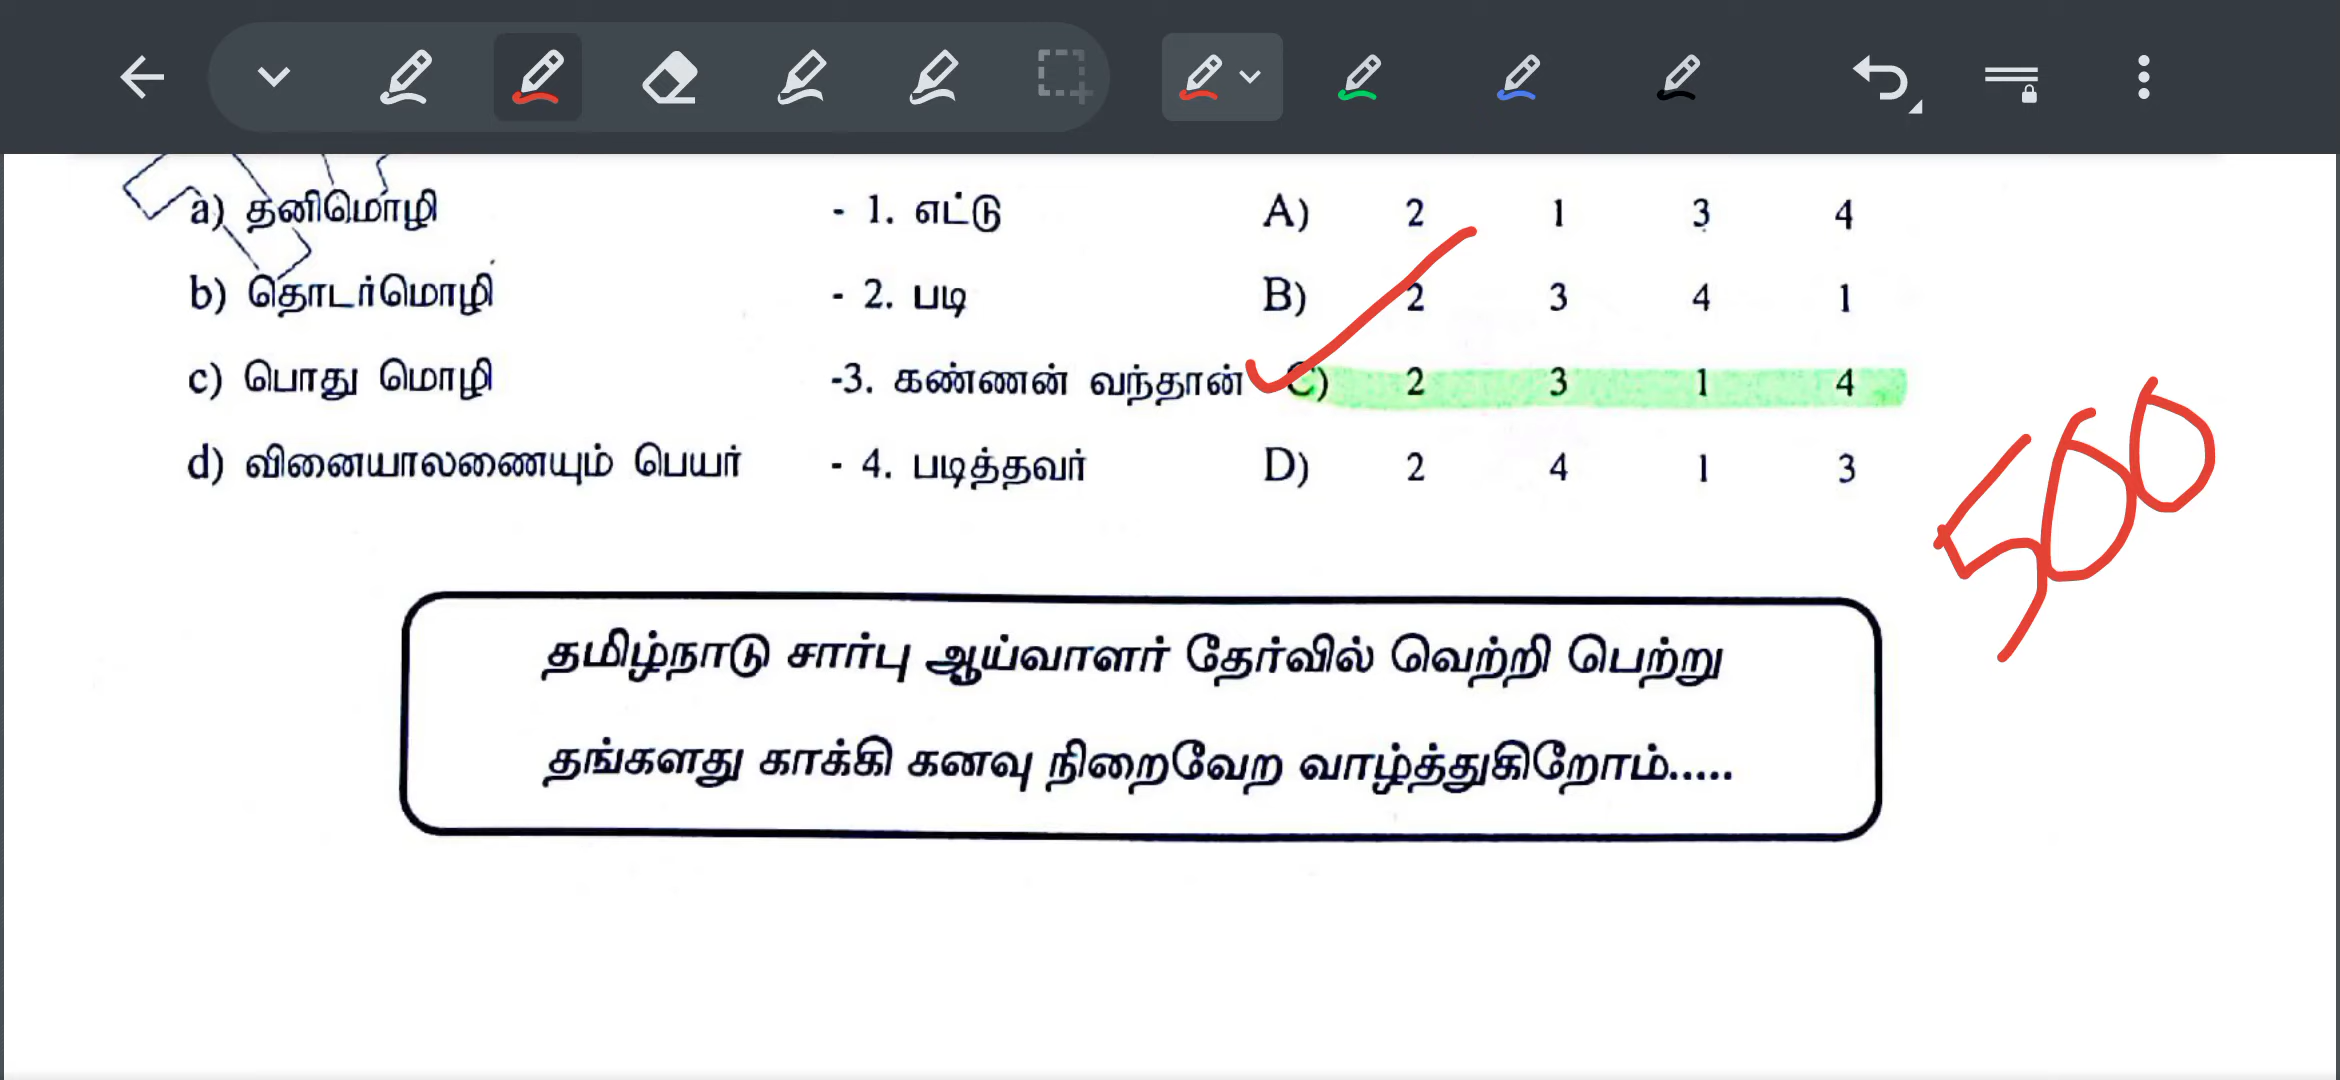 a) தனிமொழி - 1. எட்டு A) 2 1 3 4
b) தொடர்மொழி - 2. படி B) 2 3 4 1
c) பொது மொழி -3. கண்ணன் வந்தான் C) 2 3 1 4
d) வினையாலணையும் பெயர் - 4. படித்தவர் D) 2 4 1 3
500
தமிழ்நாடு சார்பு ஆய்வாளர் தேர்வில் வெற்றி பெற்று
தங்களது காக்கி கனவு நிறைவேற வாழ்த்துகிறோம்.....